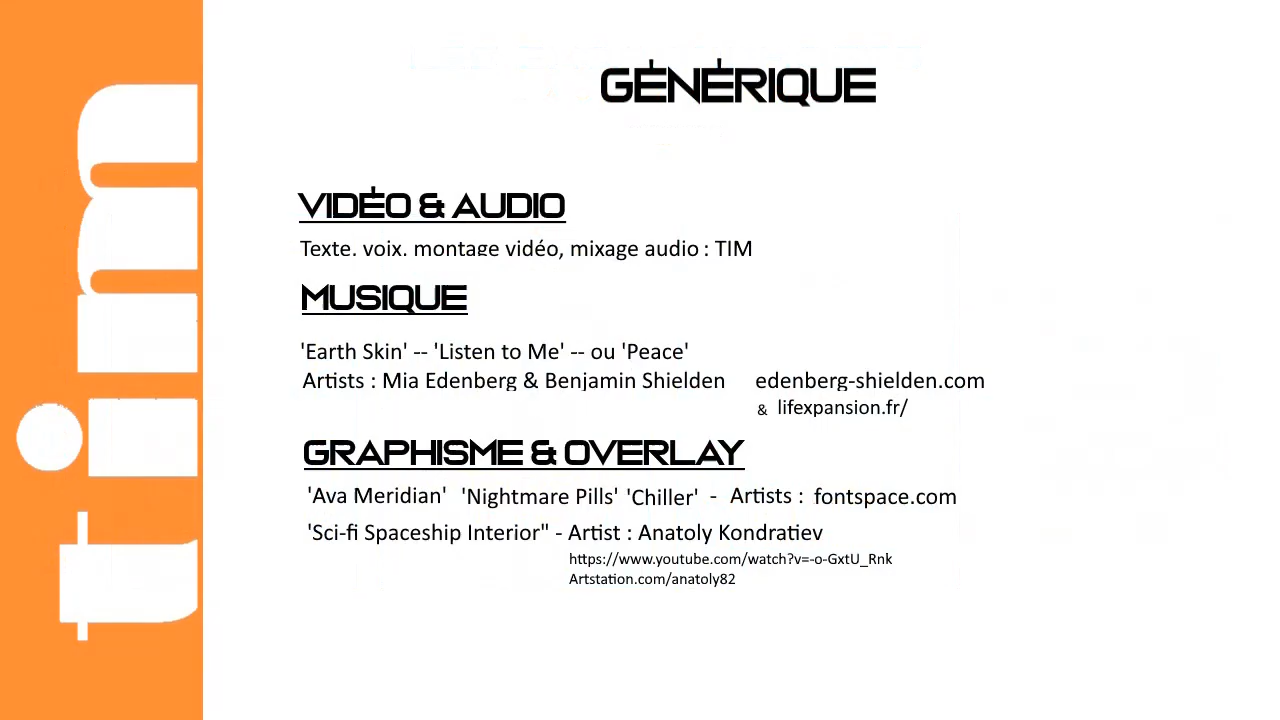 tim
GÉNÉRIQUE
VIDÉO & AUDIO
Texte, voix, montage vidéo, mixage audio : TIM
MUSIQUE
'Earth Skin' -- 'Listen to Me' -- ou 'Peace'
Artists : Mia Edenberg & Benjamin Shielden edenberg-shielden.com
& lifexpansion.fr/
GRAPHISME & OVERLAY
'Ava Meridian' 'Nightmare Pills' 'Chiller' - Artists : fontspace.com
'Sci-fi Spaceship Interior" - Artist : Anatoly Kondratiev
https://www.youtube.com/watch?v=-o-GxtU_Rnk
Artstation.com/anatoly82